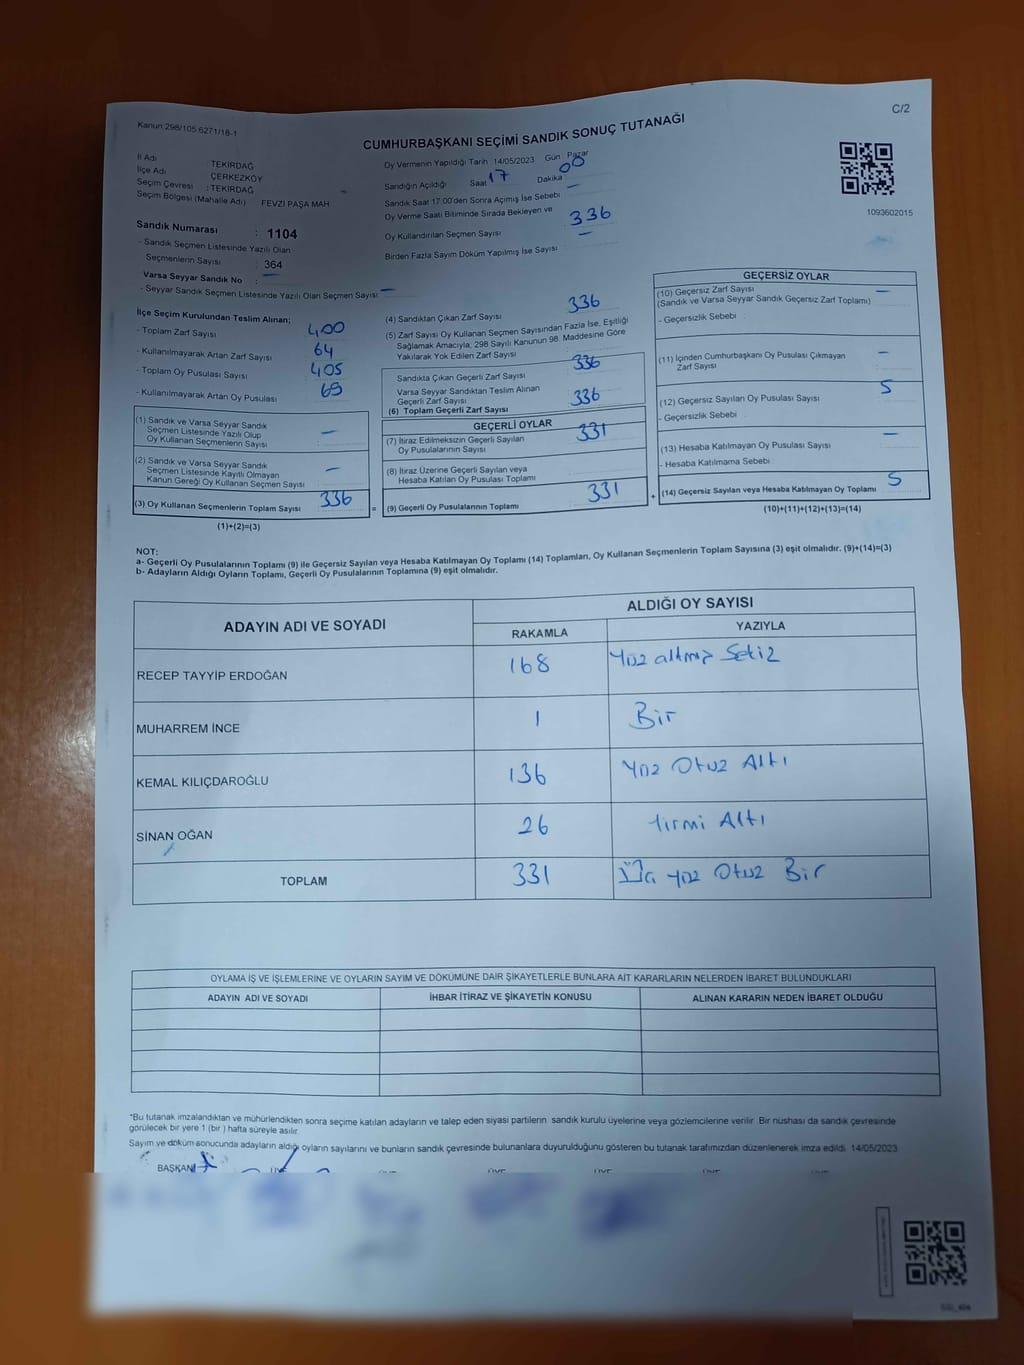 Kanun:298/105 6271/18-1
C/2
CUMHURBAŞKANI SEÇİMİ SANDIK SONUÇ TUTANAĞI
İl Adı TEKİRDAĞ
İlçe Adı ÇERKEZKÖY
Seçim Çevresi : TEKİRDAĞ
Seçim Bölgesi (Mahalle Adı) FEVZİ PAŞA MAH
Sandık Numarası : 1104
- Sandık Seçmen Listesinde Yazılı Olan
Seçmenlerin Sayısı : 364
Varsa Seyyar Sandık No : —
- Seyyar Sandık Seçmen Listesinde Yazılı Olan Seçmen Sayısı : —
Oy Vermenin Yapıldığı Tarih 14/05/2023 Gün : Pazar
Sandığın Açıldığı Saat 17 Dakika 00
Sandık Saat 17:00'den Sonra Açımış İse Sebebi —
Oy Verme Saati Bitiminde Sırada Bekleyen ve
Oy Kullandırılan Seçmen Sayısı 336
Birden Fazla Sayım Döküm Yapılmış İse Sayısı —
1093602015
İlçe Seçim Kurulundan Teslim Alınan;
- Toplam Zarf Sayısı 400
- Kullanılmayarak Artan Zarf Sayısı 64
- Toplam Oy Pusulası Sayısı 405
- Kullanılmayarak Artan Oy Pusulası 69
(1) Sandık ve Varsa Seyyar Sandık
Seçmen Listesinde Yazılı Olup
Oy Kullanan Seçmenlerin Sayısı —
(2) Sandık ve Varsa Seyyar Sandık
Seçmen Listesinde Kayıtlı Olmayan
Kanun Gereği Oy Kullanan Seçmen Sayısı —
(3) Oy Kullanan Seçmenlerin Toplam Sayısı 336
(1)+(2)=(3)
=
(4) Sandıktan Çıkan Zarf Sayısı 336
(5) Zarf Sayısı Oy Kullanan Seçmen Sayısından Fazla İse, Eşitliği
Sağlamak Amacıyla; 298 Sayılı Kanunun 98. Maddesine Göre
Yakılarak Yok Edilen Zarf Sayısı
Sandıkta Çıkan Geçerli Zarf Sayısı 336
Varsa Seyyar Sandıktan Teslim Alınan
Geçerli Zarf Sayısı 336
(6) Toplam Geçerli Zarf Sayısı
GEÇERLİ OYLAR
(7) İtiraz Edilmeksizin Geçerli Sayılan
Oy Pusulalarının Sayısı 331
(8) İtiraz Üzerine Geçerli Sayılan veya
Hesaba Katılan Oy Pusulası Toplamı
(9) Geçerli Oy Pusulalarının Toplamı 331
+
GEÇERSİZ OYLAR
(10) Geçersiz Zarf Sayısı —
(Sandık ve Varsa Seyyar Sandık Geçersiz Zarf Toplamı)
- Geçersizlik Sebebi
(11) İçinden Cumhurbaşkanı Oy Pusulası Çıkmayan
Zarf Sayısı —
(12) Geçersiz Sayılan Oy Pusulası Sayısı 5
- Geçersizlik Sebebi
(13) Hesaba Katılmayan Oy Pusulası Sayısı —
- Hesaba Katılmama Sebebi
(14) Geçersiz Sayılan veya Hesaba Katılmayan Oy Toplamı 5
(10)+(11)+(12)+(13)=(14)
NOT:
a- Geçerli Oy Pusulalarının Toplamı (9) ile Geçersiz Sayılan veya Hesaba Katılmayan Oy Toplamı (14) Toplamları, Oy Kullanan Seçmenlerin Toplam Sayısına (3) eşit olmalıdır. (9)+(14)=(3)
b- Adayların Aldığı Oyların Toplamı, Geçerli Oy Pusulalarının Toplamına (9) eşit olmalıdır.
ADAYIN ADI VE SOYADI ALDIĞI OY SAYISI
RAKAMLA YAZIYLA
RECEP TAYYİP ERDOĞAN 168 Yüz altmış Sekiz
MUHARREM İNCE 1 Bir
KEMAL KILIÇDAROĞLU 136 Yüz Otuz Altı
SİNAN OĞAN 26 Yirmi Altı
TOPLAM 331 Üç yüz Otuz Bir
OYLAMA İŞ VE İŞLEMLERİNE VE OYLARIN SAYIM VE DÖKÜMÜNE DAİR ŞİKAYETLERLE BUNLARA AİT KARARLARIN NELERDEN İBARET BULUNDUKLARI
ADAYIN ADI VE SOYADI İHBAR İTİRAZ VE ŞİKAYETİN KONUSU ALINAN KARARIN NEDEN İBARET OLDUĞU
*Bu tutanak imzalandıktan ve mühürlendikten sonra seçime katılan adayların ve talep eden siyasi partilerin sandık kurulu üyelerine veya gözlemcilerine verilir. Bir nüshası da sandık çevresinde
görülecek bir yere 1 (bir ) hafta süreyle asılır.
Sayım ve döküm sonucunda adayların aldığı oyların sayılarını ve bunların sandık çevresinde bulunanlara duyurulduğunu gösteren bu tutanak tarafımızdan düzenlenerek imza edildi. 14/05/2023
BAŞKAN ÜYE ÜYE ÜYE ÜYE ÜYE ÜYE